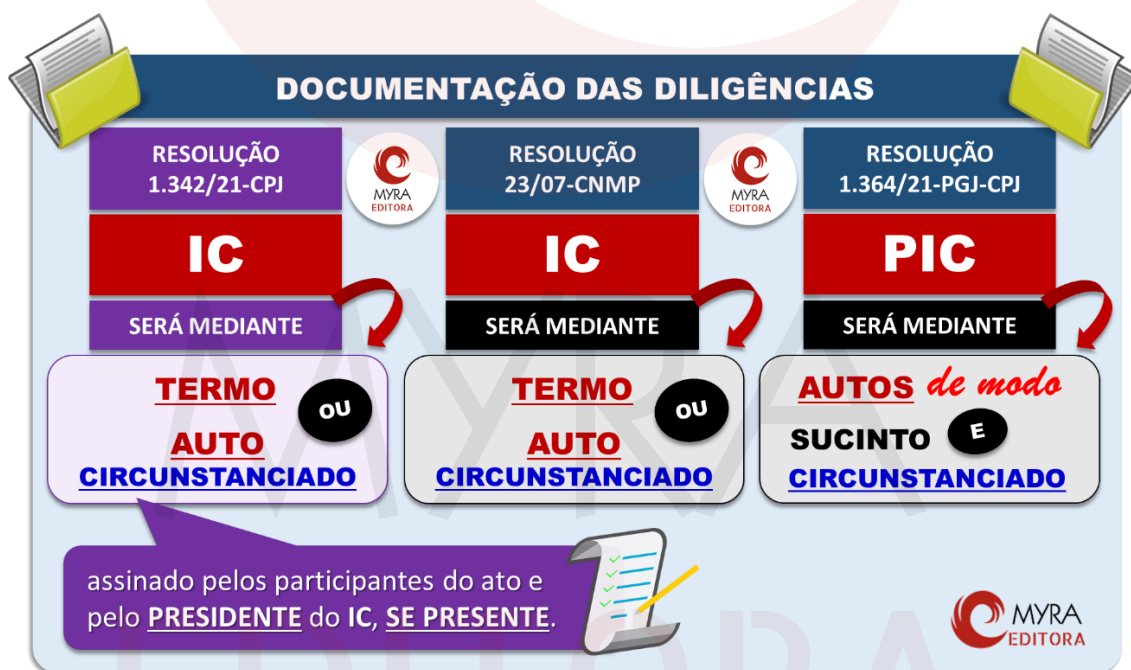 DOCUMENTAÇÃO DAS DILIGÊNCIAS
RESOLUÇÃO
1.342/21-CPJ
IC
SERÁ MEDIANTE
TERMO
OU
AUTO
CIRCUNSTANCIADO
assinado pelos participantes do ato e
pelo PRESIDENTE do IC, SE PRESENTE.
MYRA
EDITORA
RESOLUÇÃO
23/07-CNMP
IC
SERÁ MEDIANTE
TERMO
OU
AUTO
CIRCUNSTANCIADO
MYRA
EDITORA
RESOLUÇÃO
1.364/21-PGJ-CPJ
PIC
SERÁ MEDIANTE
AUTOS de modo
SUCINTO E
CIRCUNSTANCIADO
MYRA
EDITORA
MYRA
EDITORA